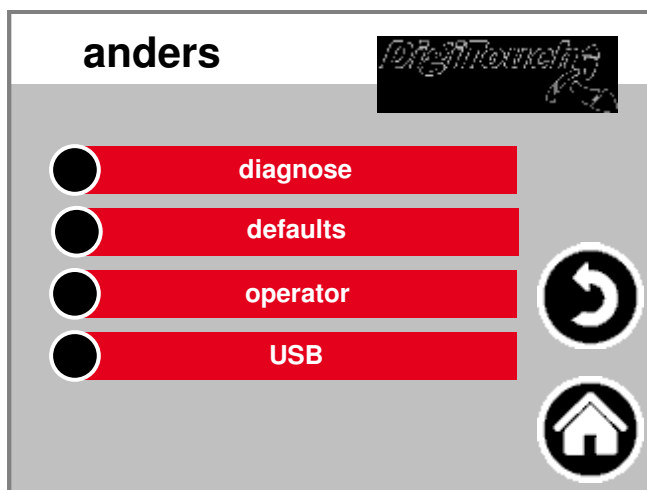 anders
DigiTouch
diagnose
defaults
operator
USB